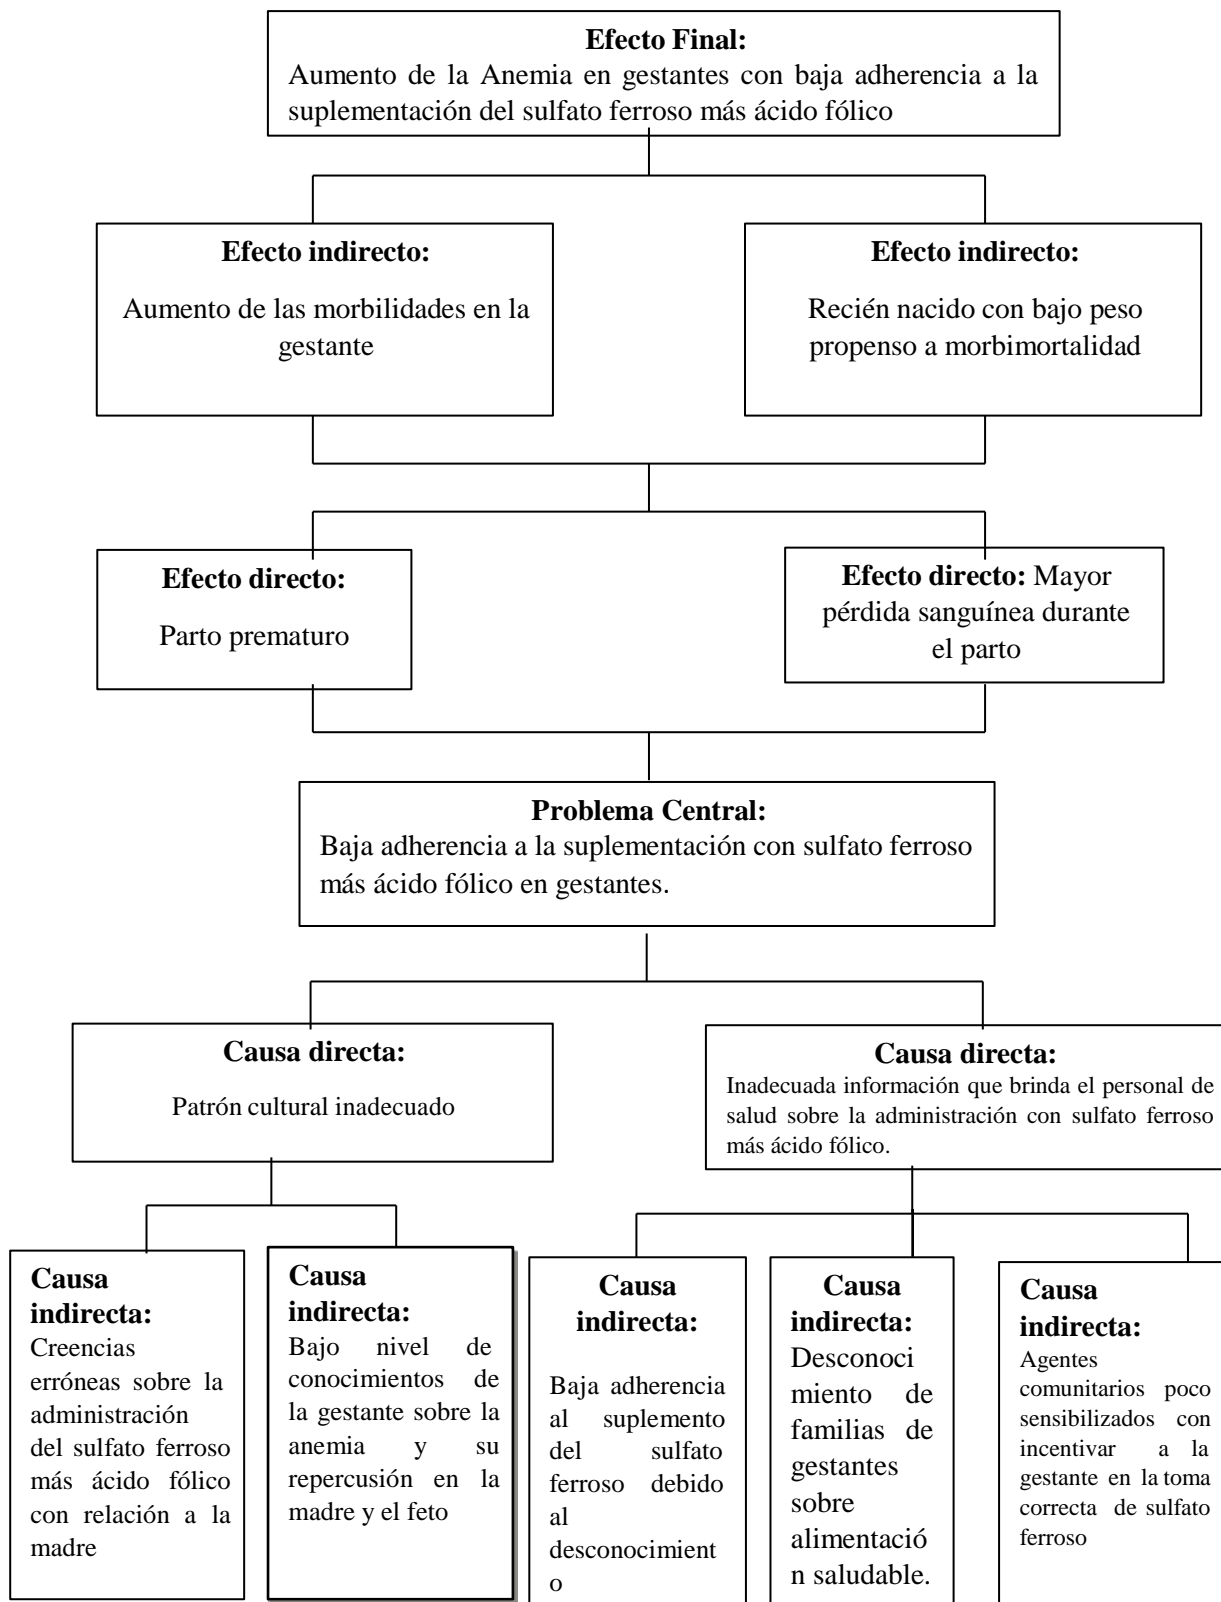 Efecto Final:
Aumento de la Anemia en gestantes con baja adherencia a la
suplementación del sulfato ferroso más ácido fólico
Efecto indirecto:
Aumento de las morbilidades en la
gestante
Efecto indirecto:
Recién nacido con bajo peso
propenso a morbimortalidad
Efecto directo:
Parto prematuro
Efecto directo: Mayor
pérdida sanguínea durante
el parto
Problema Central:
Baja adherencia a la suplementación con sulfato ferroso
más ácido fólico en gestantes.
Causa directa:
Patrón cultural inadecuado
Causa directa:
Inadecuada información que brinda el personal de
salud sobre la administración con sulfato ferroso
más ácido fólico.
Causa
indirecta:
Creencias
erróneas sobre la
administración
del sulfato ferroso
más ácido fólico
con relación a la
madre
Causa
indirecta:
Bajo nivel de
conocimientos de
la gestante sobre la
anemia y su
repercusión en la
madre y el feto
Causa
indirecta:
Baja adherencia
al suplemento
del sulfato
ferroso debido
al
desconocimient
o
Causa
indirecta:
Desconoci
miento de
familias de
gestantes
sobre
alimentació
n saludable.
Causa
indirecta:
Agentes
comunitarios poco
sensibilizados con
incentivar a la
gestante en la toma
correcta de sulfato
ferroso